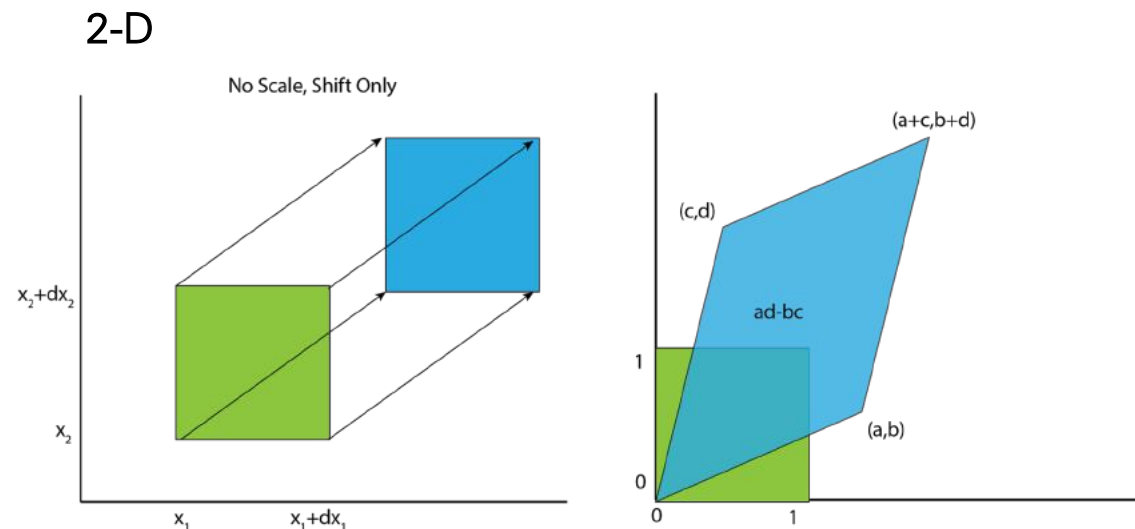 2-D
No Scale, Shift Only
x₂+dx₂
x₂
x₁
x₁+dx₁
(a+c,b+d)
(c,d)
ad-bc
1
(a,b)
0
0
1